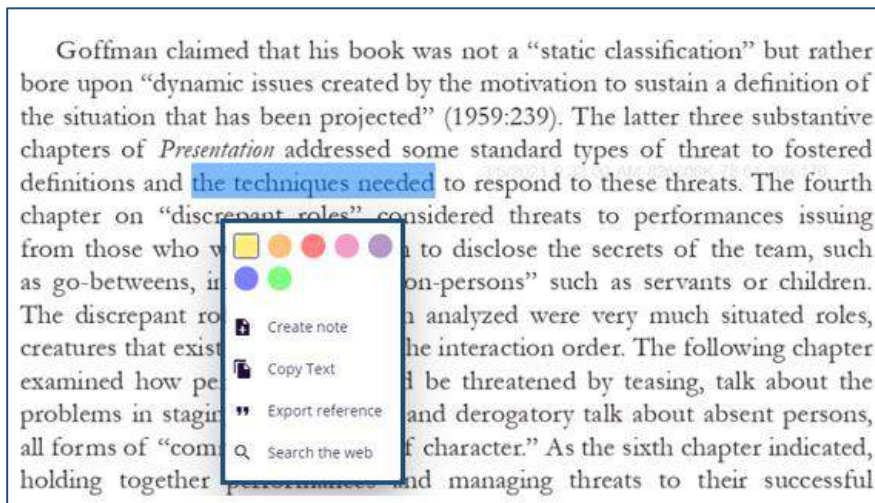 Goffman claimed that his book was not a “static classification” but rather
bore upon “dynamic issues created by the motivation to sustain a definition of
the situation that has been projected” (1959:239). The latter three substantive
chapters of Presentation addressed some standard types of threat to fostered
definitions and the techniques needed to respond to these threats. The fourth
chapter on “discrepant roles” considered threats to performances issuing
from those who to disclose the secrets of the team, such
as go-betweens, on-persons” such as servants or children.
The discrepant analyzed were very much situated roles,
creatures that exist he interaction order. The following chapter
examined how be threatened by teasing, talk about the
problems in and derogatory talk about absent persons,
all forms of f character.” As the sixth chapter indicated,
holding together and managing threats to their successful
Create note
Copy Text
Export reference
Search the web